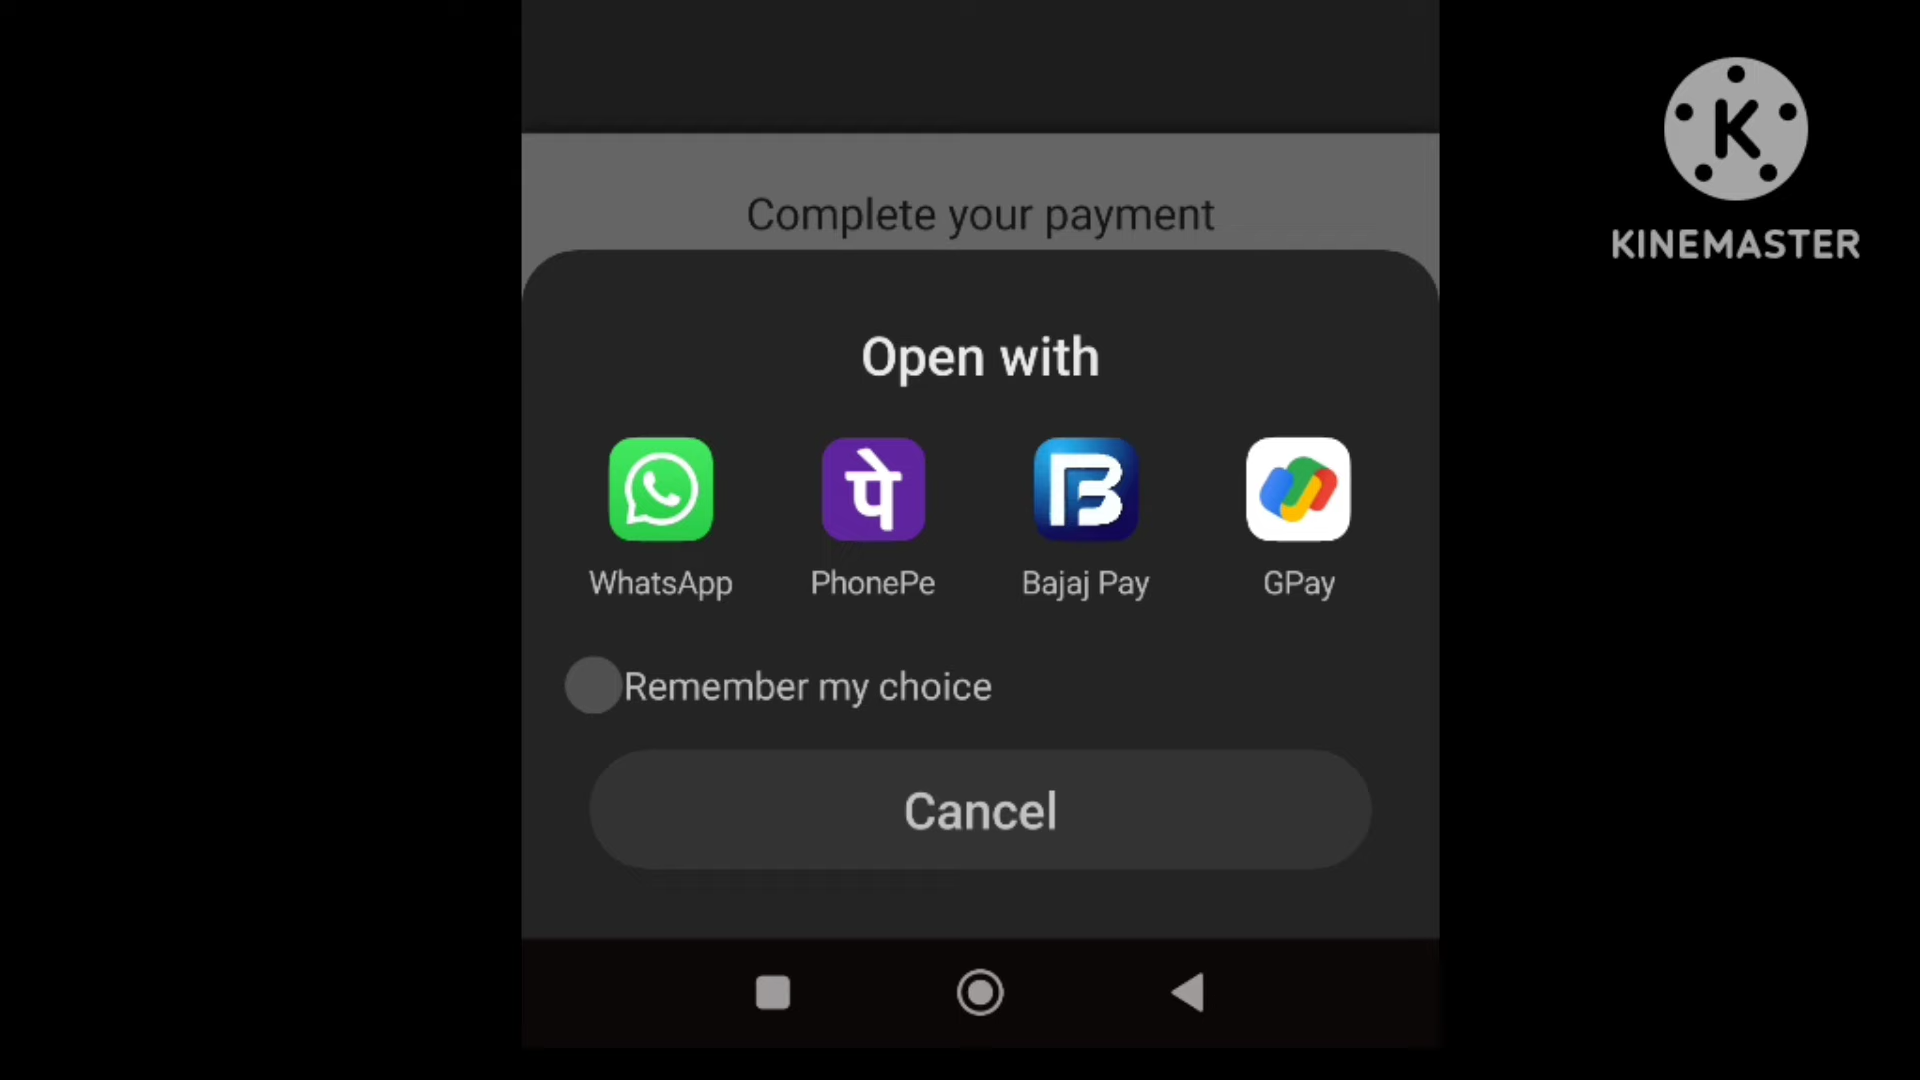 Complete your payment
K
KINEMASTER
Open with
पे
B
WhatsApp
PhonePe
Bajaj Pay
GPay
Remember my choice
Cancel